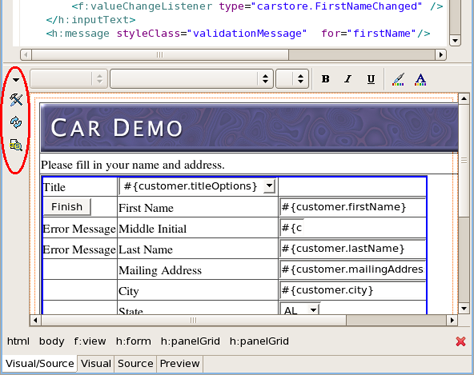 <f:valueChangeListener type="carstore.FirstNameChanged" />
</h:inputText>
<h:message styleClass="validationMessage" for="firstName"/>
B I U A
CAR DEMO
Please fill in your name and address.
Title #{customer.titleOptions}
Finish First Name #{customer.firstName}
Error Message Middle Initial #{c
Error Message Last Name #{customer.lastName}
Mailing Address #{customer.mailingAddres
City #{customer.city}
State AL
html body f:view h:form h:panelGrid h:panelGrid
Visual/Source Visual Source Preview